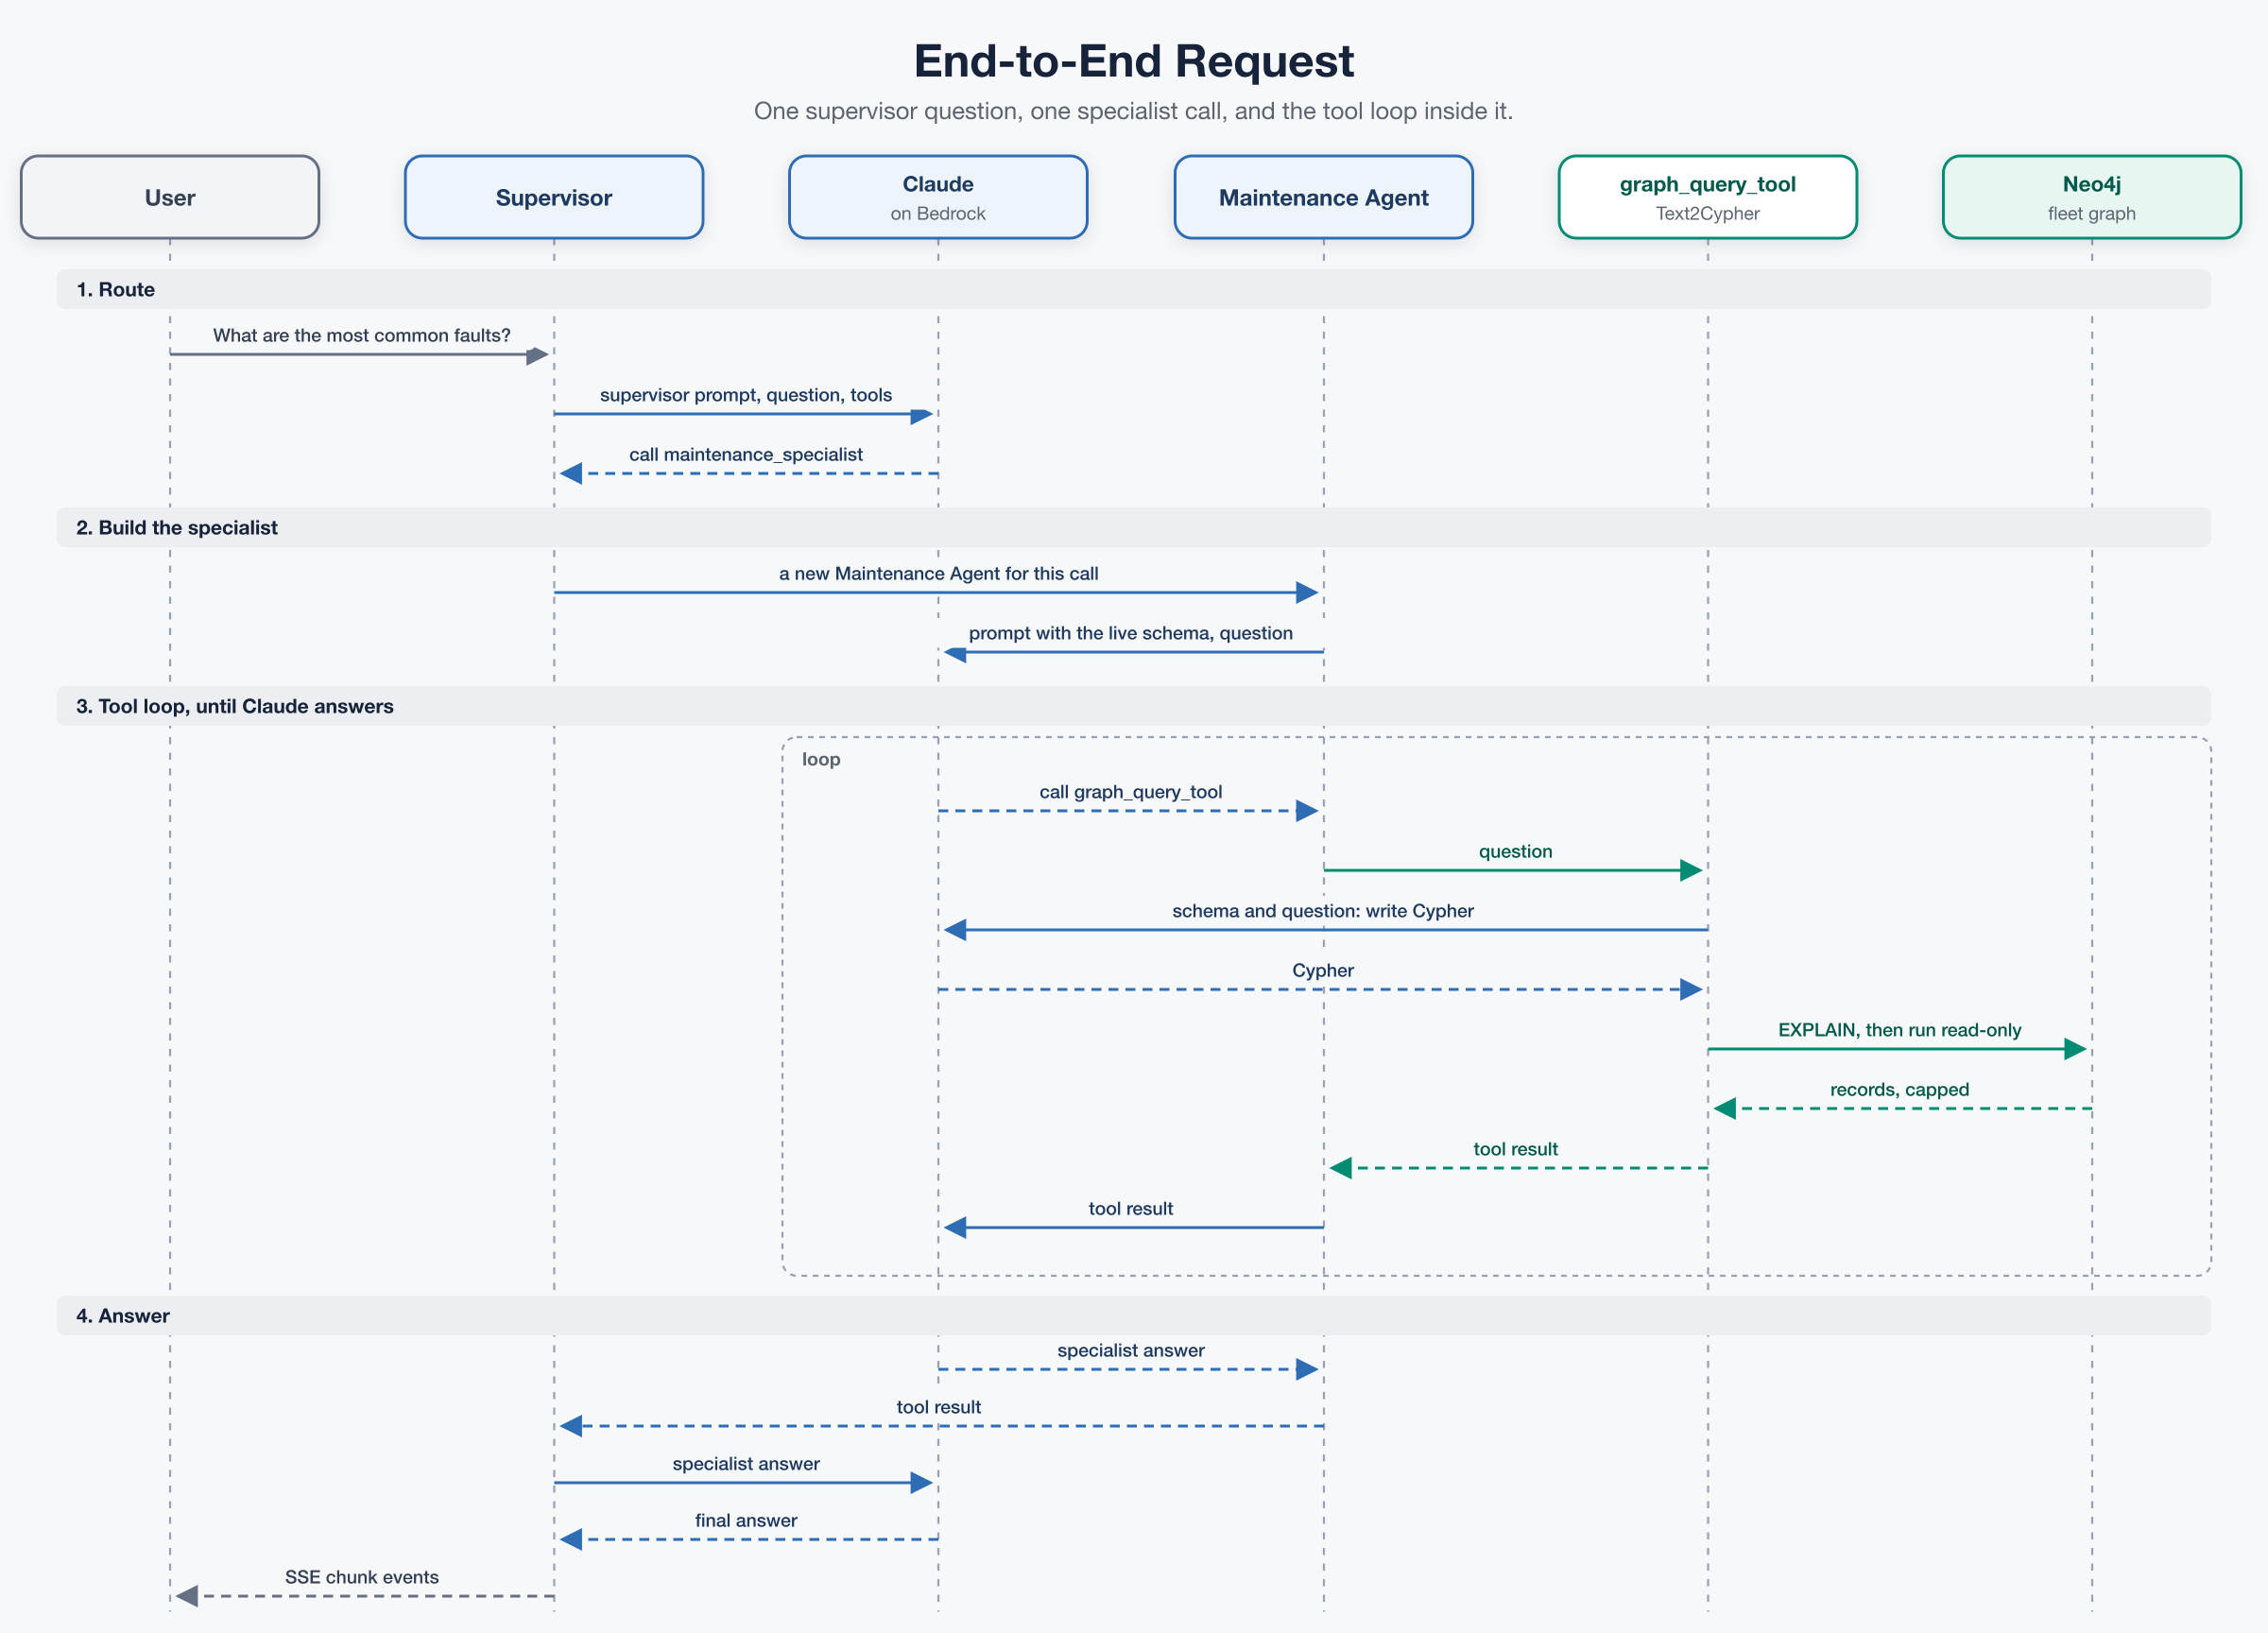 End-to-End Request
One supervisor question, one specialist call, and the tool loop inside it.
User
Supervisor
Claude
on Bedrock
Maintenance Agent
graph_query_tool
Text2Cypher
Neo4j
fleet graph
1. Route
What are the most common faults?
supervisor prompt, question, tools
call maintenance_specialist
2. Build the specialist
a new Maintenance Agent for this call
prompt with the live schema, question
3. Tool loop, until Claude answers
loop
call graph_query_tool
question
schema and question: write Cypher
Cypher
EXPLAIN, then run read-only
records, capped
tool result
tool result
4. Answer
specialist answer
tool result
specialist answer
final answer
SSE chunk events